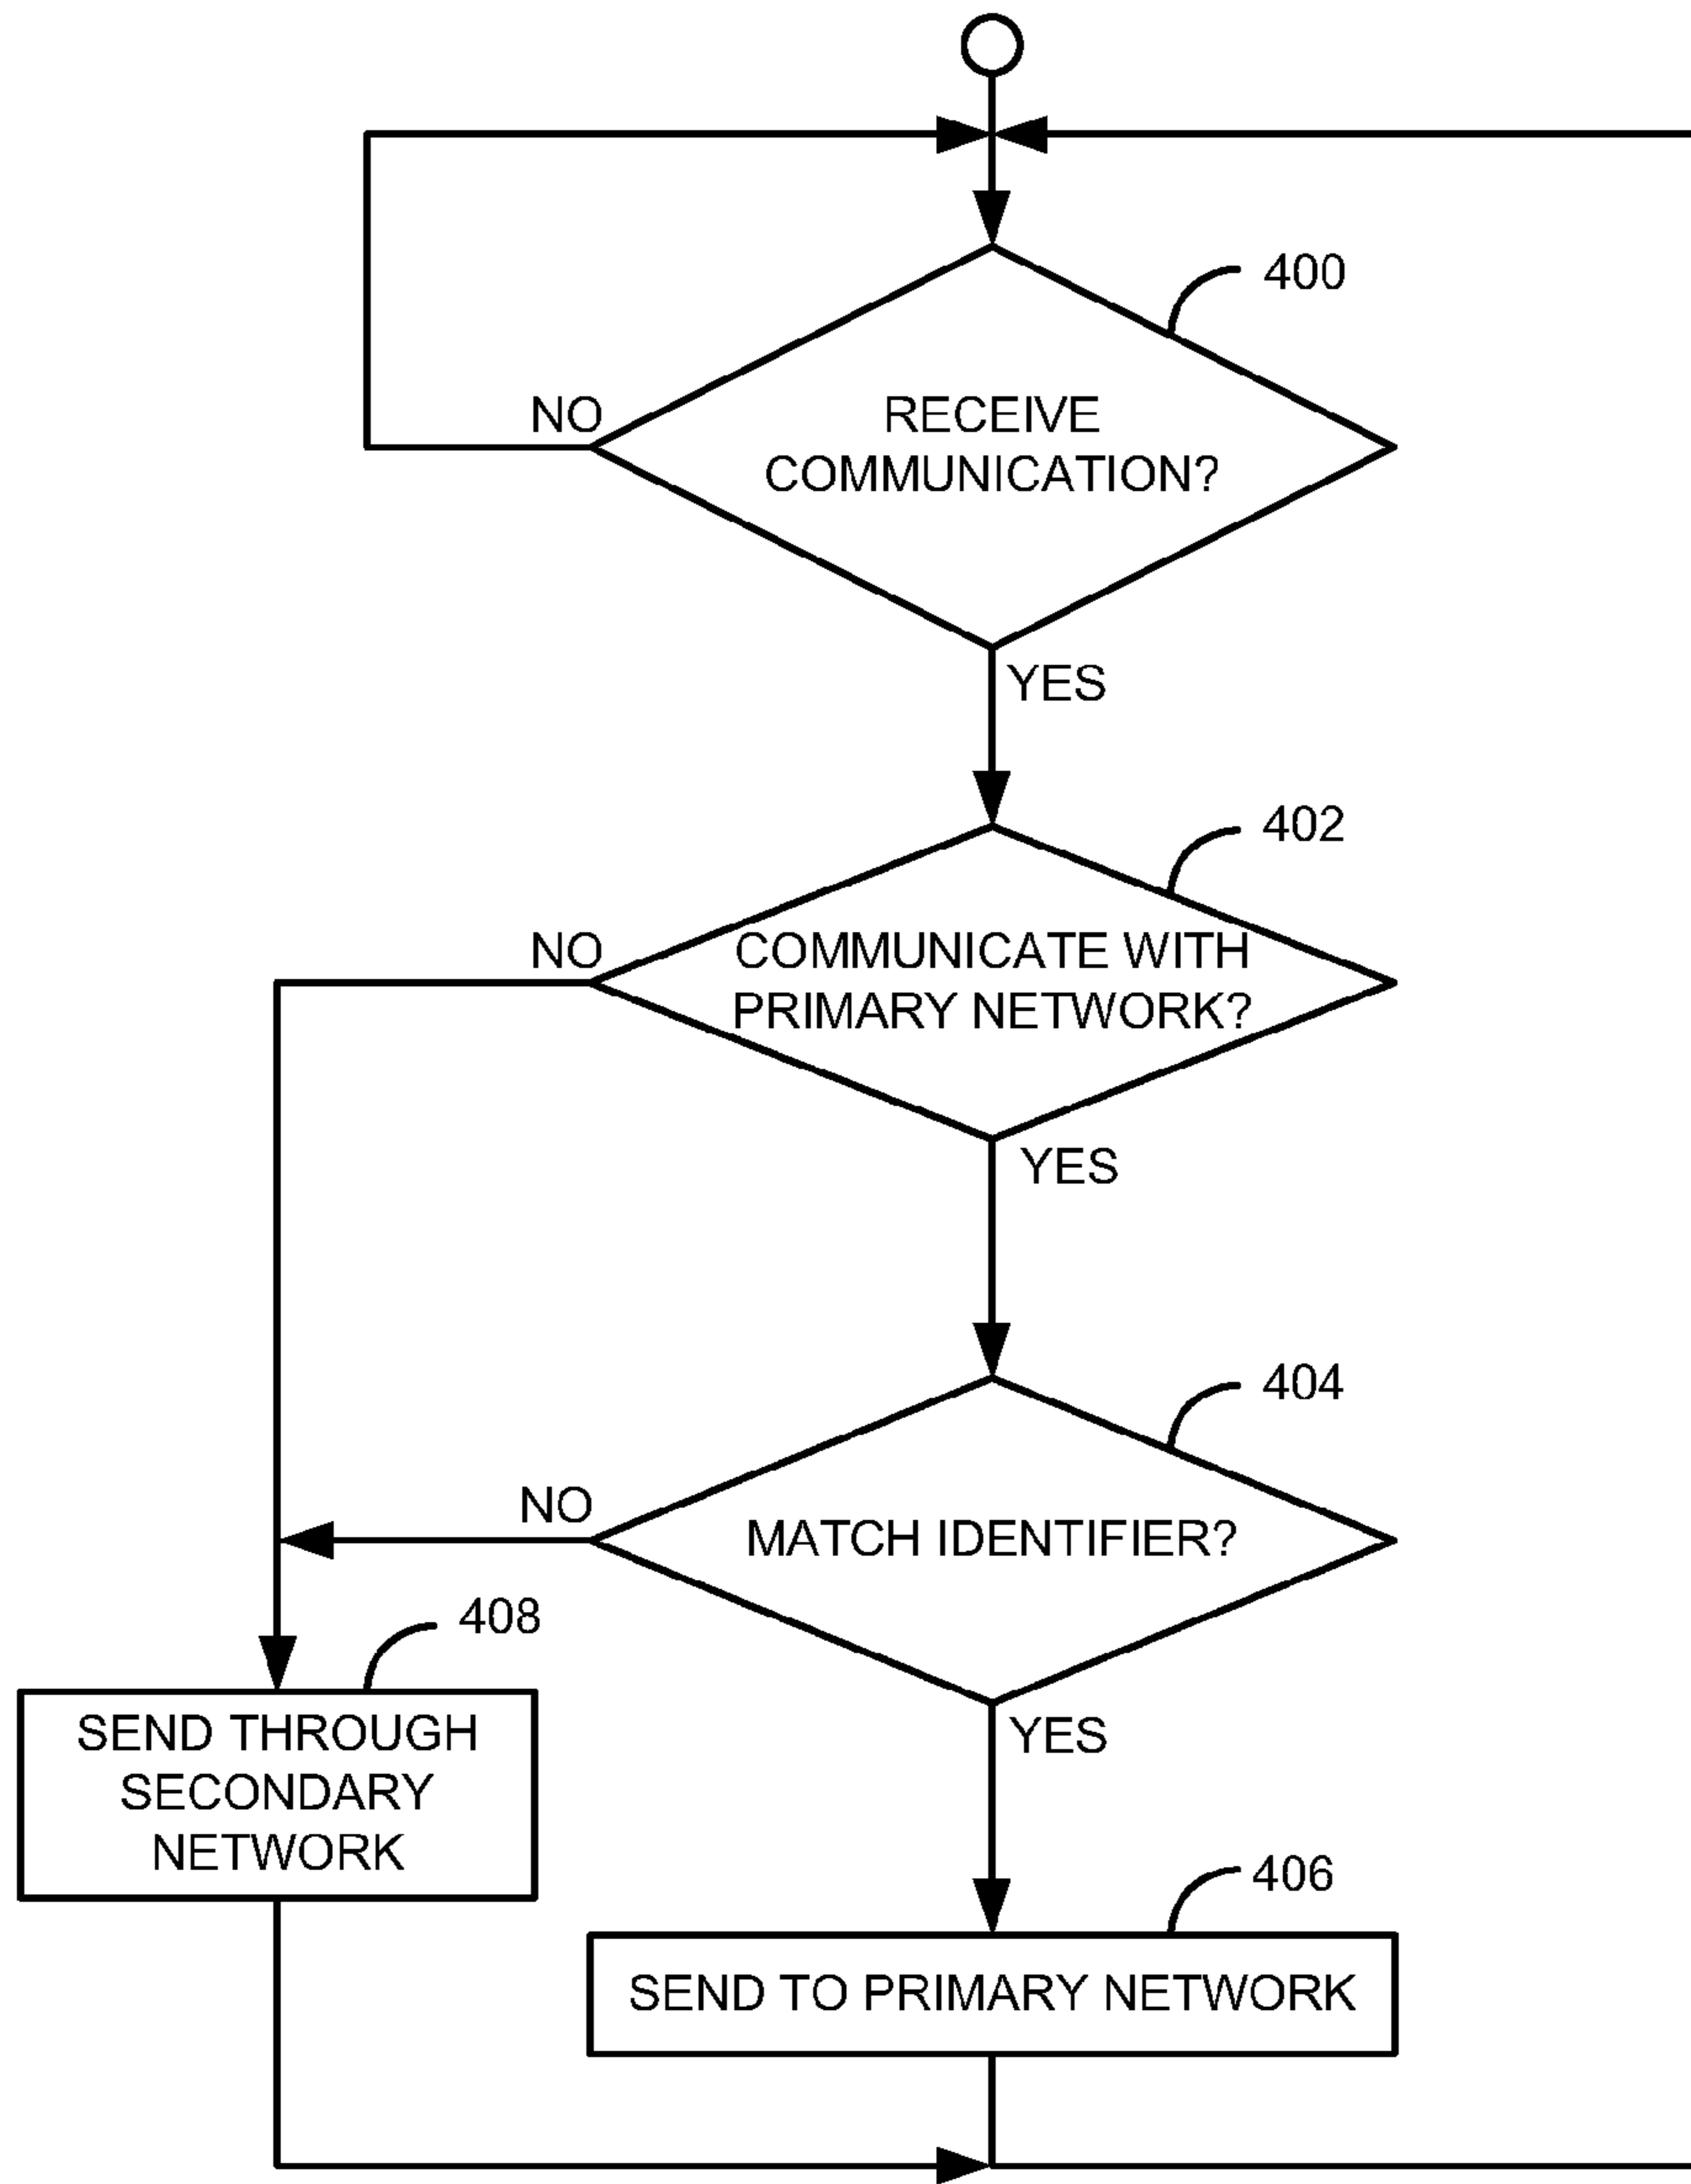 400
NO
RECEIVE
COMMUNICATION?
YES
402
NO
COMMUNICATE WITH
PRIMARY NETWORK?
YES
404
NO
MATCH IDENTIFIER?
408
SEND THROUGH
SECONDARY
NETWORK
YES
406
SEND TO PRIMARY NETWORK